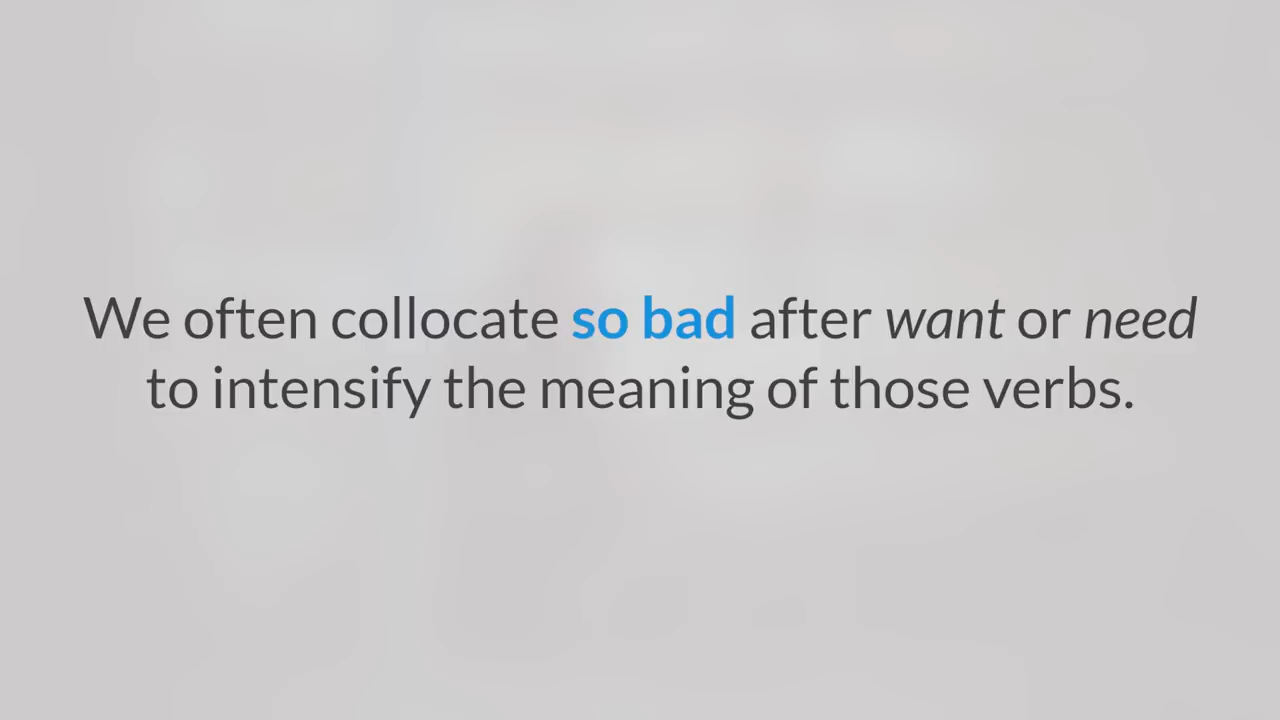 We often collocate so bad after want or need
to intensify the meaning of those verbs.